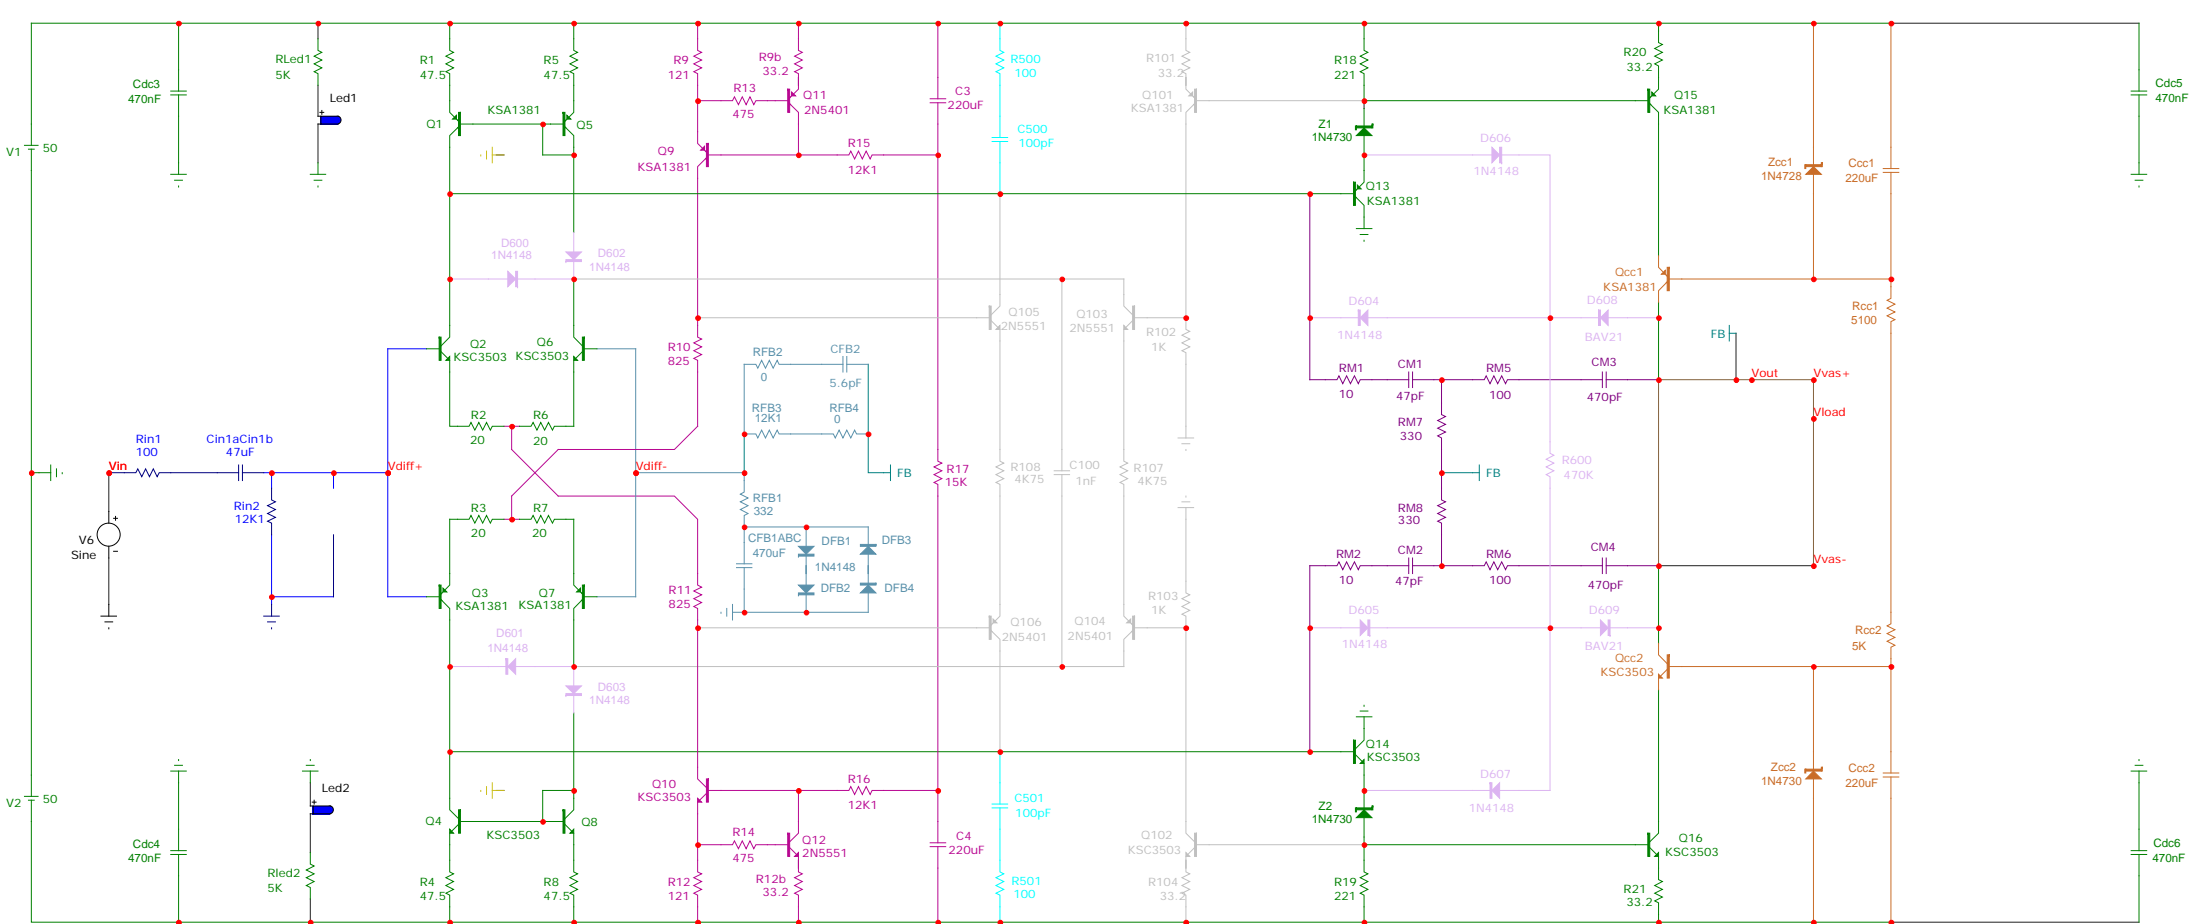 V1
50
V2
50
Cdc3
470nF
RLed1
5K
Led1
R1
47.5
R5
47.5
Q1
KSA1381
Q5
R9
121
R9b
33.2
R13
475
Q11
2N5401
Q9
KSA1381
R15
12K1
C3
220uF
R500
100
C500
100pF
R101
33.2
Q101
KSA1381
R18
221
Z1
1N4730
Q13
KSA1381
D606
1N4148
R20
33.2
Q15
KSA1381
Zcc1
1N4728
Ccc1
220uF
Cdc5
470nF
D600
1N4148
D602
1N4148
Q2
KSC3503
Q6
KSC3503
R10
825
Q105
2N5551
Q103
2N5551
R102
1K
D604
1N4148
D608
BAV21
Qcc1
KSA1381
Rcc1
5100
FB
RFB2
0
CFB2
5.6pF
RFB3
12K1
RFB4
0
RM1
10
CM1
47pF
RM5
100
CM3
470pF
Vout
Vvas+
Vload
RM7
330
R2
20
R6
20
Rin1
100
Cin1aCin1b
47uF
Vin
Vdiff+
Vdiff-
FB
R17
15K
R108
4K75
C100
1nF
R107
4K75
FB
R600
470K
Rin2
12K1
V6
Sine
R3
20
R7
20
RFB1
332
CFB1ABC
470uF
DFB1
1N4148
DFB2
DFB3
DFB4
RM8
330
RM2
10
CM2
47pF
RM6
100
CM4
470pF
Vvas-
Q3
KSA1381
Q7
KSA1381
R11
825
R103
1K
Q106
2N5401
Q104
2N5401
D605
1N4148
D609
BAV21
Rcc2
5K
D601
1N4148
D603
1N4148
Qcc2
KSC3503
Q14
KSC3503
D607
1N4148
Z2
1N4730
Zcc2
1N4730
Ccc2
220uF
Led2
Cdc4
470nF
Rled2
5K
Q4
KSC3503
Q8
R4
47.5
R8
47.5
Q10
KSC3503
R16
12K1
R14
475
Q12
2N5551
R12
121
R12b
33.2
C4
220uF
C501
100pF
R501
100
Q102
KSC3503
R104
33.2
R19
221
Q16
KSC3503
R21
33.2
Cdc6
470nF